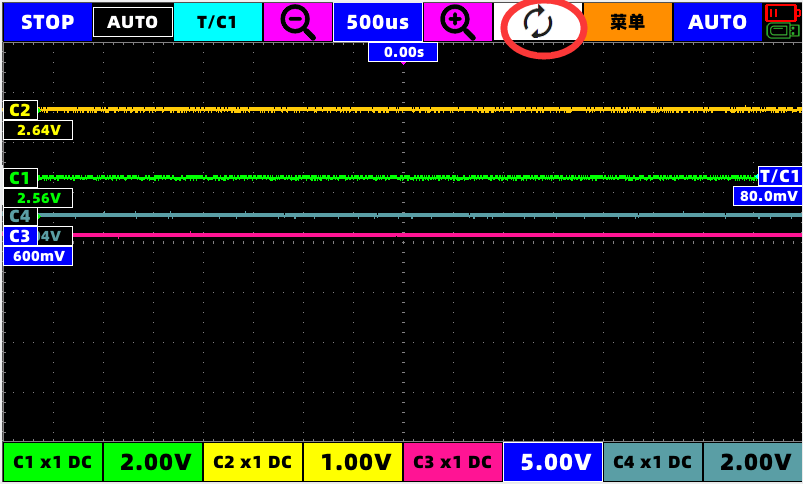 STOP AUTO T/C1 500us 菜单 AUTO
0.00s
C2
2.64V
C1 T/C1
2.56V 80.0mV
C4
C3 04V
600mV
C1 x1 DC 2.00V C2 x1 DC 1.00V C3 x1 DC 5.00V C4 x1 DC 2.00V